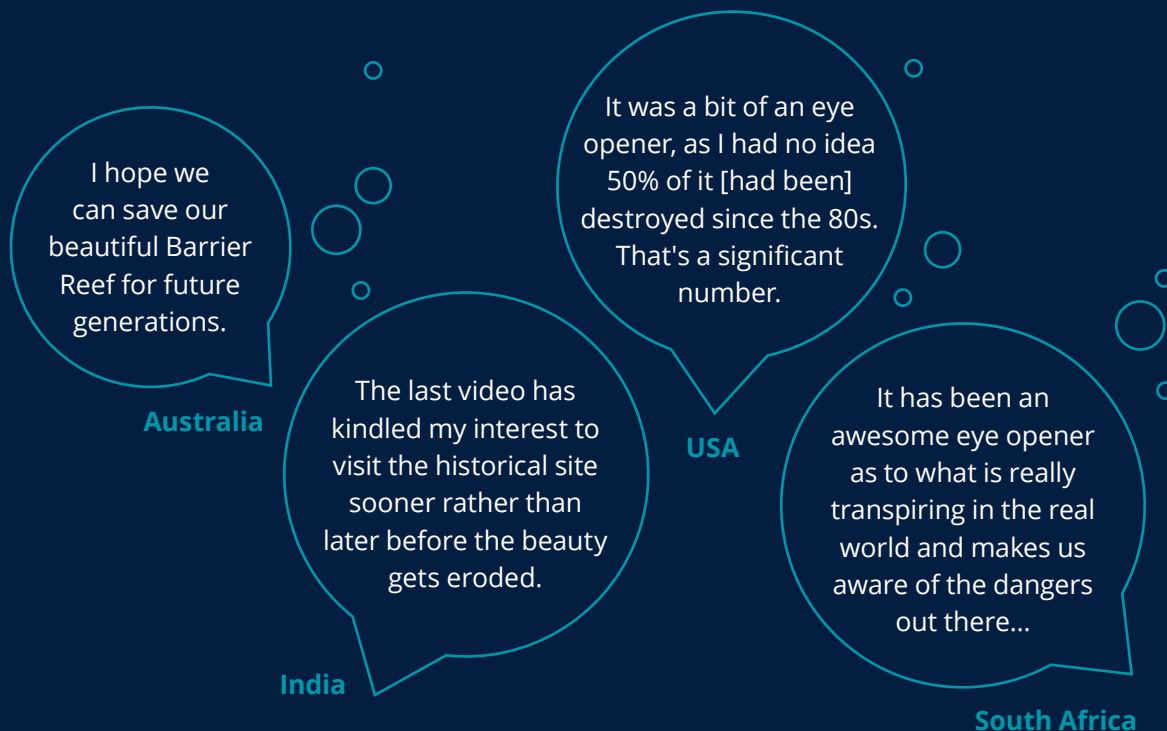 I hope we
can save our
beautiful Barrier
Reef for future
generations.
Australia
The last video has
kindled my interest to
visit the historical site
sooner rather than
later before the beauty
gets eroded.
India
It was a bit of an eye
opener, as I had no idea
50% of it [had been]
destroyed since the 80s.
That's a significant
number.
USA
It has been an
awesome eye opener
as to what is really
transpiring in the real
world and makes us
aware of the dangers
out there...
South Africa